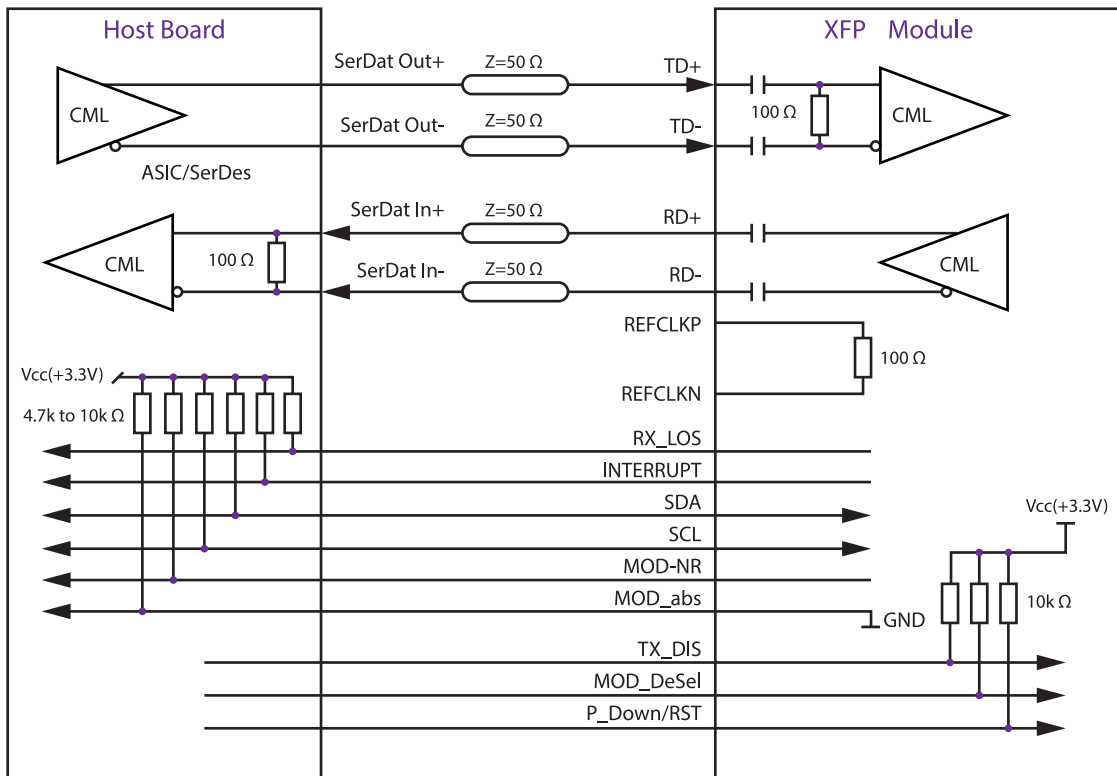 Host Board
XFP Module
SerDat Out+
Z=50 Ω
TD+
CML
100 Ω
CML
SerDat Out-
Z=50 Ω
TD-
ASIC/SerDes
SerDat In+
Z=50 Ω
RD+
100 Ω
CML
SerDat In-
Z=50 Ω
RD-
CML
REFCLKP
100 Ω
REFCLKN
Vcc(+3.3V)
4.7k to 10k Ω
RX_LOS
INTERRUPT
SDA
Vcc(+3.3V)
SCL
MOD-NR
MOD_abs
10k Ω
GND
TX_DIS
MOD_DeSel
P_Down/RST